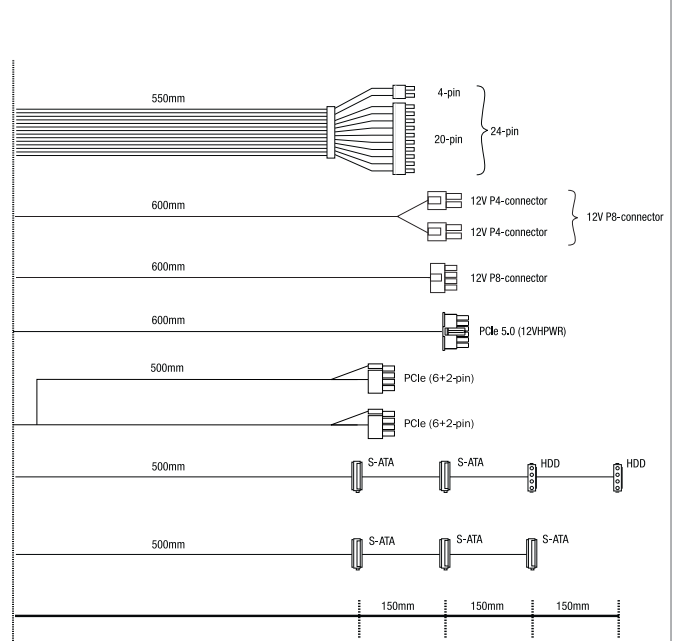 550mm
4-pin
20-pin
24-pin
600mm
12V P4-connector
12V P4-connector
12V P8-connector
600mm
12V P8-connector
600mm
PCIe 5.0 (12VHPWR)
500mm
PCIe (6+2-pin)
PCIe (6+2-pin)
500mm
S-ATA
S-ATA
HDD
HDD
500mm
S-ATA
S-ATA
S-ATA
150mm
150mm
150mm